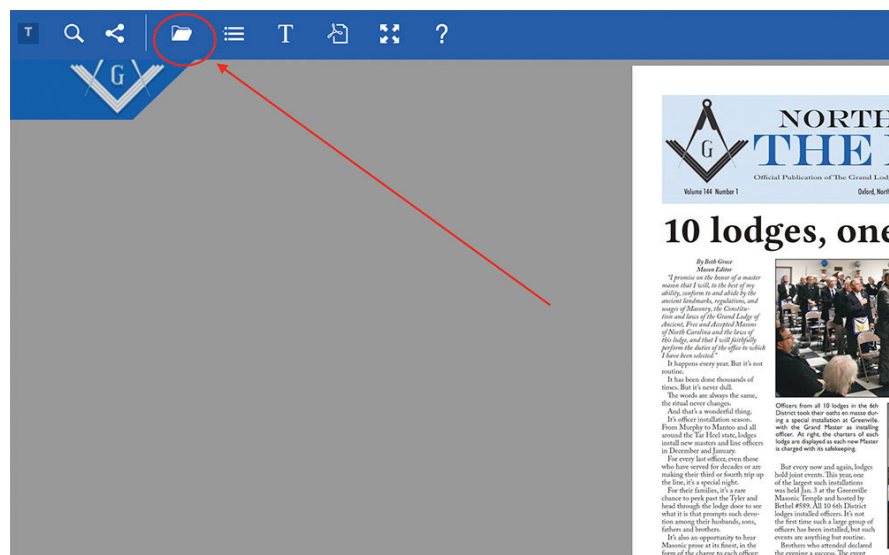 T
T
?
G
G
NORTH
THE
Official Publication of The Grand Lod
Volume 144 Number 1
Oxford, Nort
10 lodges, one
By Beth Grace
Mason Editor
"I promise on the honor of a master
mason that I will, to the best of my
ability, conform to and abide by the
ancient landmarks, regulations, and
usages of Masonry, the Constitu-
tion and laws of the Grand Lodge of
Ancient, Free and Accepted Masons
of North Carolina and the laws of
this lodge, and that I will faithfully
perform the duties of the office to which
I have been selected."
It happens every year. But it's not
routine.
It has been done thousands of
times. But it's never dull.
The words are always the same,
the ritual never changes.
And that's a wonderful thing.
It's officer installation season.
From Murphy to Manteo and all
around the Tar Heel state, lodges
install new masters and line officers
in December and January.
For every last officer, even those
who have served for decades or are
making their third or fourth trip up
the line, it's a special night.
For their families, it's a rare
chance to peek past the Tyler and
head through the lodge door to see
what it is that prompts such devo-
tion among their husbands, sons,
fathers and brothers.
It's also an opportunity to hear
Masonic prose at its finest, in the
form of the charge to each officer.
Officers from all 10 lodges in the 6th
District took their oaths en masse dur-
ing a special installation at Greenville,
with the Grand Master as installing
officer. At right, the charters of each
lodge are displayed as each new Master
is charged with its safekeeping.
But every now and again, lodges
hold joint events. This year, one
of the largest such installations
was held Jan. 3 at the Greenville
Masonic Temple and hosted by
Bethel #589. All 10 6th District
lodges installed officers. It's not
the first time such a large group of
officers has been installed, but such
events are anything but routine.
Brothers who attended declared
the evening a success. The event